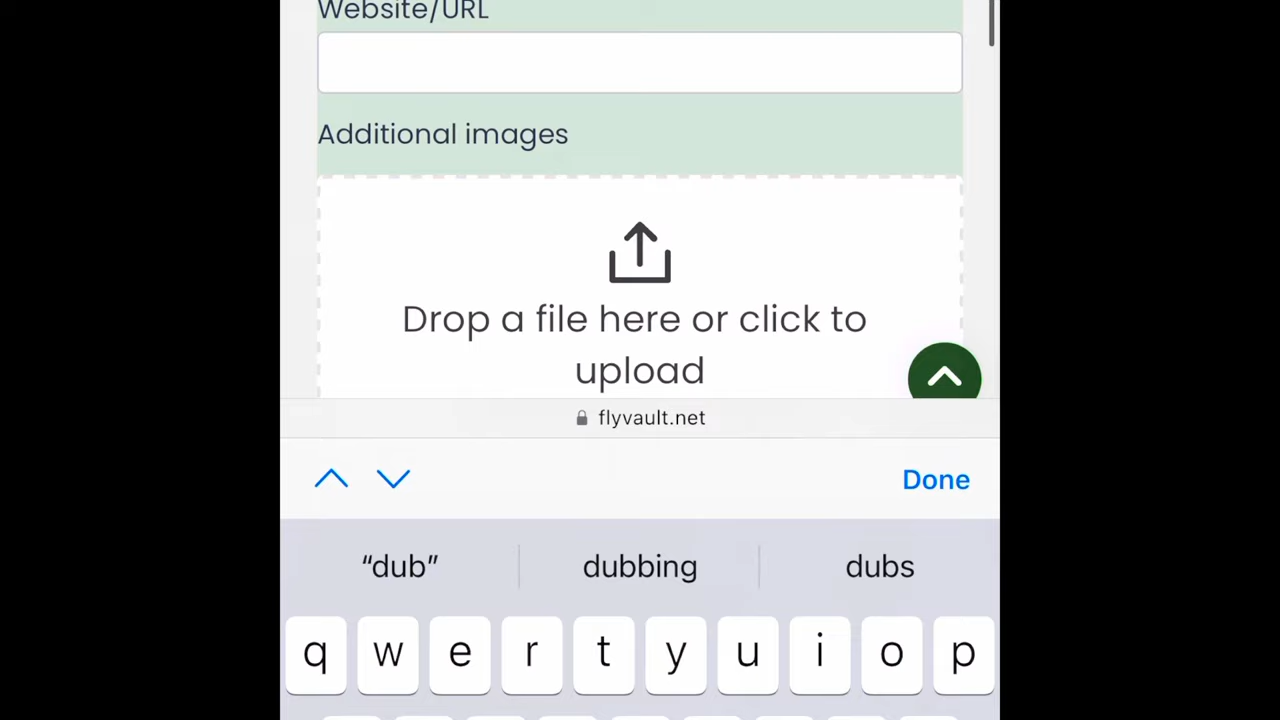 Website/URL
Additional images
Drop a file here or click to
upload
flyvault.net
Done
“dub” dubbing dubs
q w e r t y u i o p